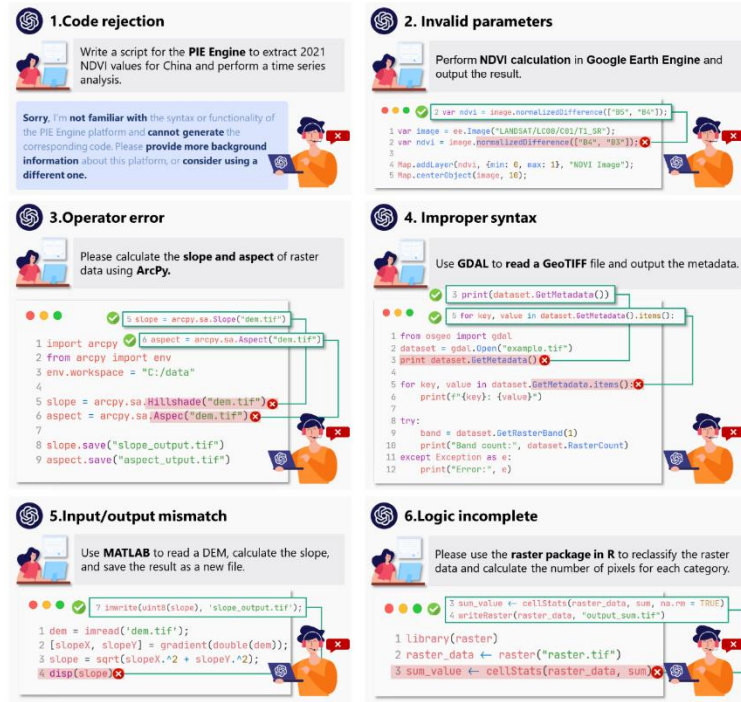 1.Code rejection
Write a script for the PIE Engine to extract 2021
NDVI values for China and perform a time series
analysis.
Sorry, I'm not familiar with the syntax or functionality of
the PIE Engine platform and cannot generate the
corresponding code. Please provide more background
information about this platform, or consider using a
different one.
2. Invalid parameters
Perform NDVI calculation in Google Earth Engine and
output the result.
2 var ndvi = image.normalizedDifference(["B5", "B4"]);
1 var image = ee.Image("LANDSAT/LC08/C01/T1_SR");
2 var ndvi = image.normalizedDifference(["B4", "B3"]);
3
4 Map.addLayer(ndvi, {min: 0, max: 1}, "NDVI Image");
5 Map.centerObject(image, 10);
3.Operator error
Please calculate the slope and aspect of raster
data using ArcPy.
5 slope = arcpy.sa.Slope("dem.tif")
6 aspect = arcpy.sa.Aspect("dem.tif")
1 import arcpy
2 from arcpy import env
3 env.workspace = "C:/data"
4
5 slope = arcpy.sa.Hillshade("dem.tif")
6 aspect = arcpy.sa.Aspec("dem.tif")
7
8 slope.save("slope_output.tif")
9 aspect.save("aspect_utput.tif")
4. Improper syntax
Use GDAL to read a GeoTIFF file and output the metadata.
3 print(dataset.GetMetadata())
5 for key, value in dataset.GetMetadata().items():
1 from osgeo import gdal
2 dataset = gdal.Open("example.tif")
3 print dataset.GetMetadata()
4
5 for key, value in dataset.GetMetadata.items():
6 print(f"{key}: {value}")
7
8 try:
9 band = dataset.GetRasterBand(1)
10 print("Band count:", dataset.RasterCount)
11 except Exception as e:
12 print("Error:", e)
5.Input/output mismatch
Use MATLAB to read a DEM, calculate the slope,
and save the result as a new file.
7 imwrite(uint8(slope), 'slope_output.tif');
1 dem = imread('dem.tif');
2 [slopeX, slopeY] = gradient(double(dem));
3 slope = sqrt(slopeX.^2 + slopeY.^2);
4 disp(slope)
6.Logic incomplete
Please use the raster package in R to reclassify the raster
data and calculate the number of pixels for each category.
3 sum_value ← cellStats(raster_data, sum, na.rm = TRUE)
4 writeRaster(raster_data, "output_sum.tif")
1 library(raster)
2 raster_data ← raster("raster.tif")
3 sum_value ← cellStats(raster_data, sum)